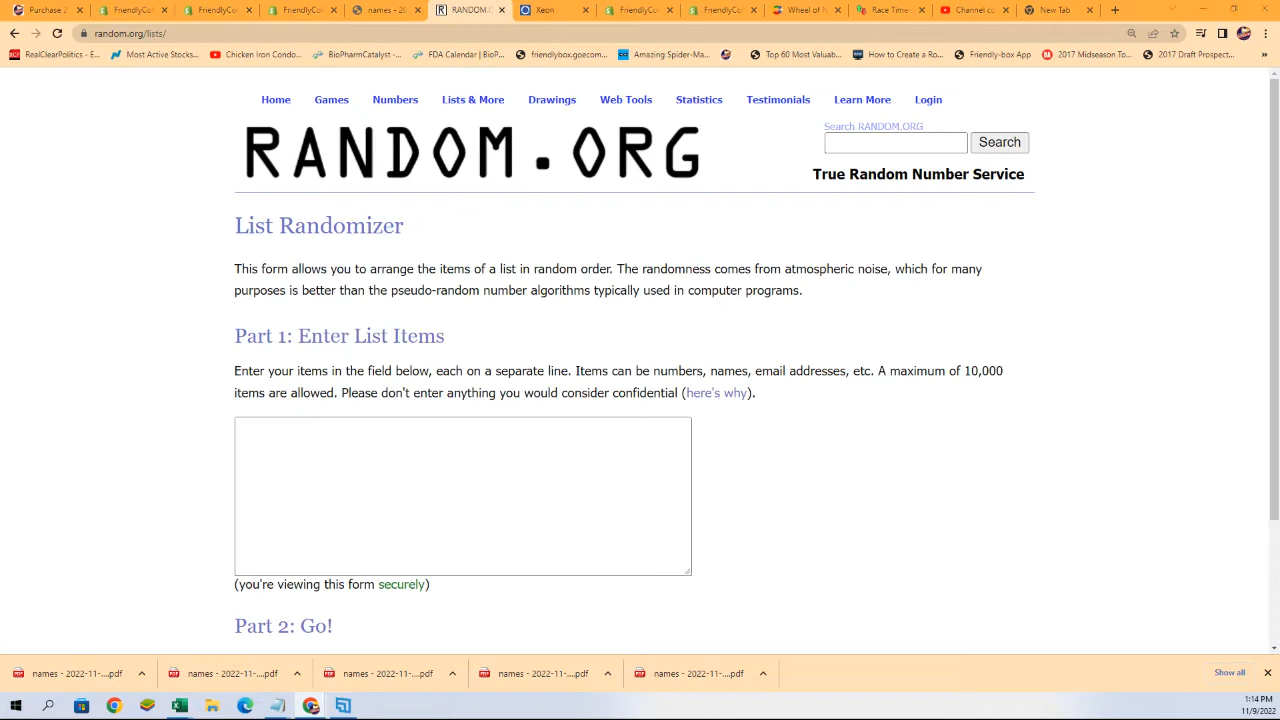 Purchase 2
FriendlyCol
FriendlyCol
FriendlyCol
names - 20
RANDOM.O
Xeon
FriendlyCol
FriendlyCol
Wheel of N
Race Timer
Channel co
New Tab
random.org/lists/
RealClearPolitics - E...
Most Active Stocks...
Chicken Iron Condo...
BioPharmCatalyst -...
FDA Calendar | BioP...
friendlybox.goecom...
Amazing Spider-Ma...
Top 60 Most Valuab...
How to Create a Ro...
Friendly-box App
2017 Midseason To...
2017 Draft Prospect...
Home
Games
Numbers
Lists & More
Drawings
Web Tools
Statistics
Testimonials
Learn More
Login
RANDOM.ORG
Search RANDOM.ORG
Search
True Random Number Service
List Randomizer
This form allows you to arrange the items of a list in random order. The randomness comes from atmospheric noise, which for many
purposes is better than the pseudo-random number algorithms typically used in computer programs.
Part 1: Enter List Items
Enter your items in the field below, each on a separate line. Items can be numbers, names, email addresses, etc. A maximum of 10,000
items are allowed. Please don't enter anything you would consider confidential (here's why).
(you're viewing this form securely)
Part 2: Go!
names - 2022-11-....pdf
names - 2022-11-....pdf
names - 2022-11-....pdf
names - 2022-11-....pdf
names - 2022-11-....pdf
Show all
1:14 PM
11/9/2022